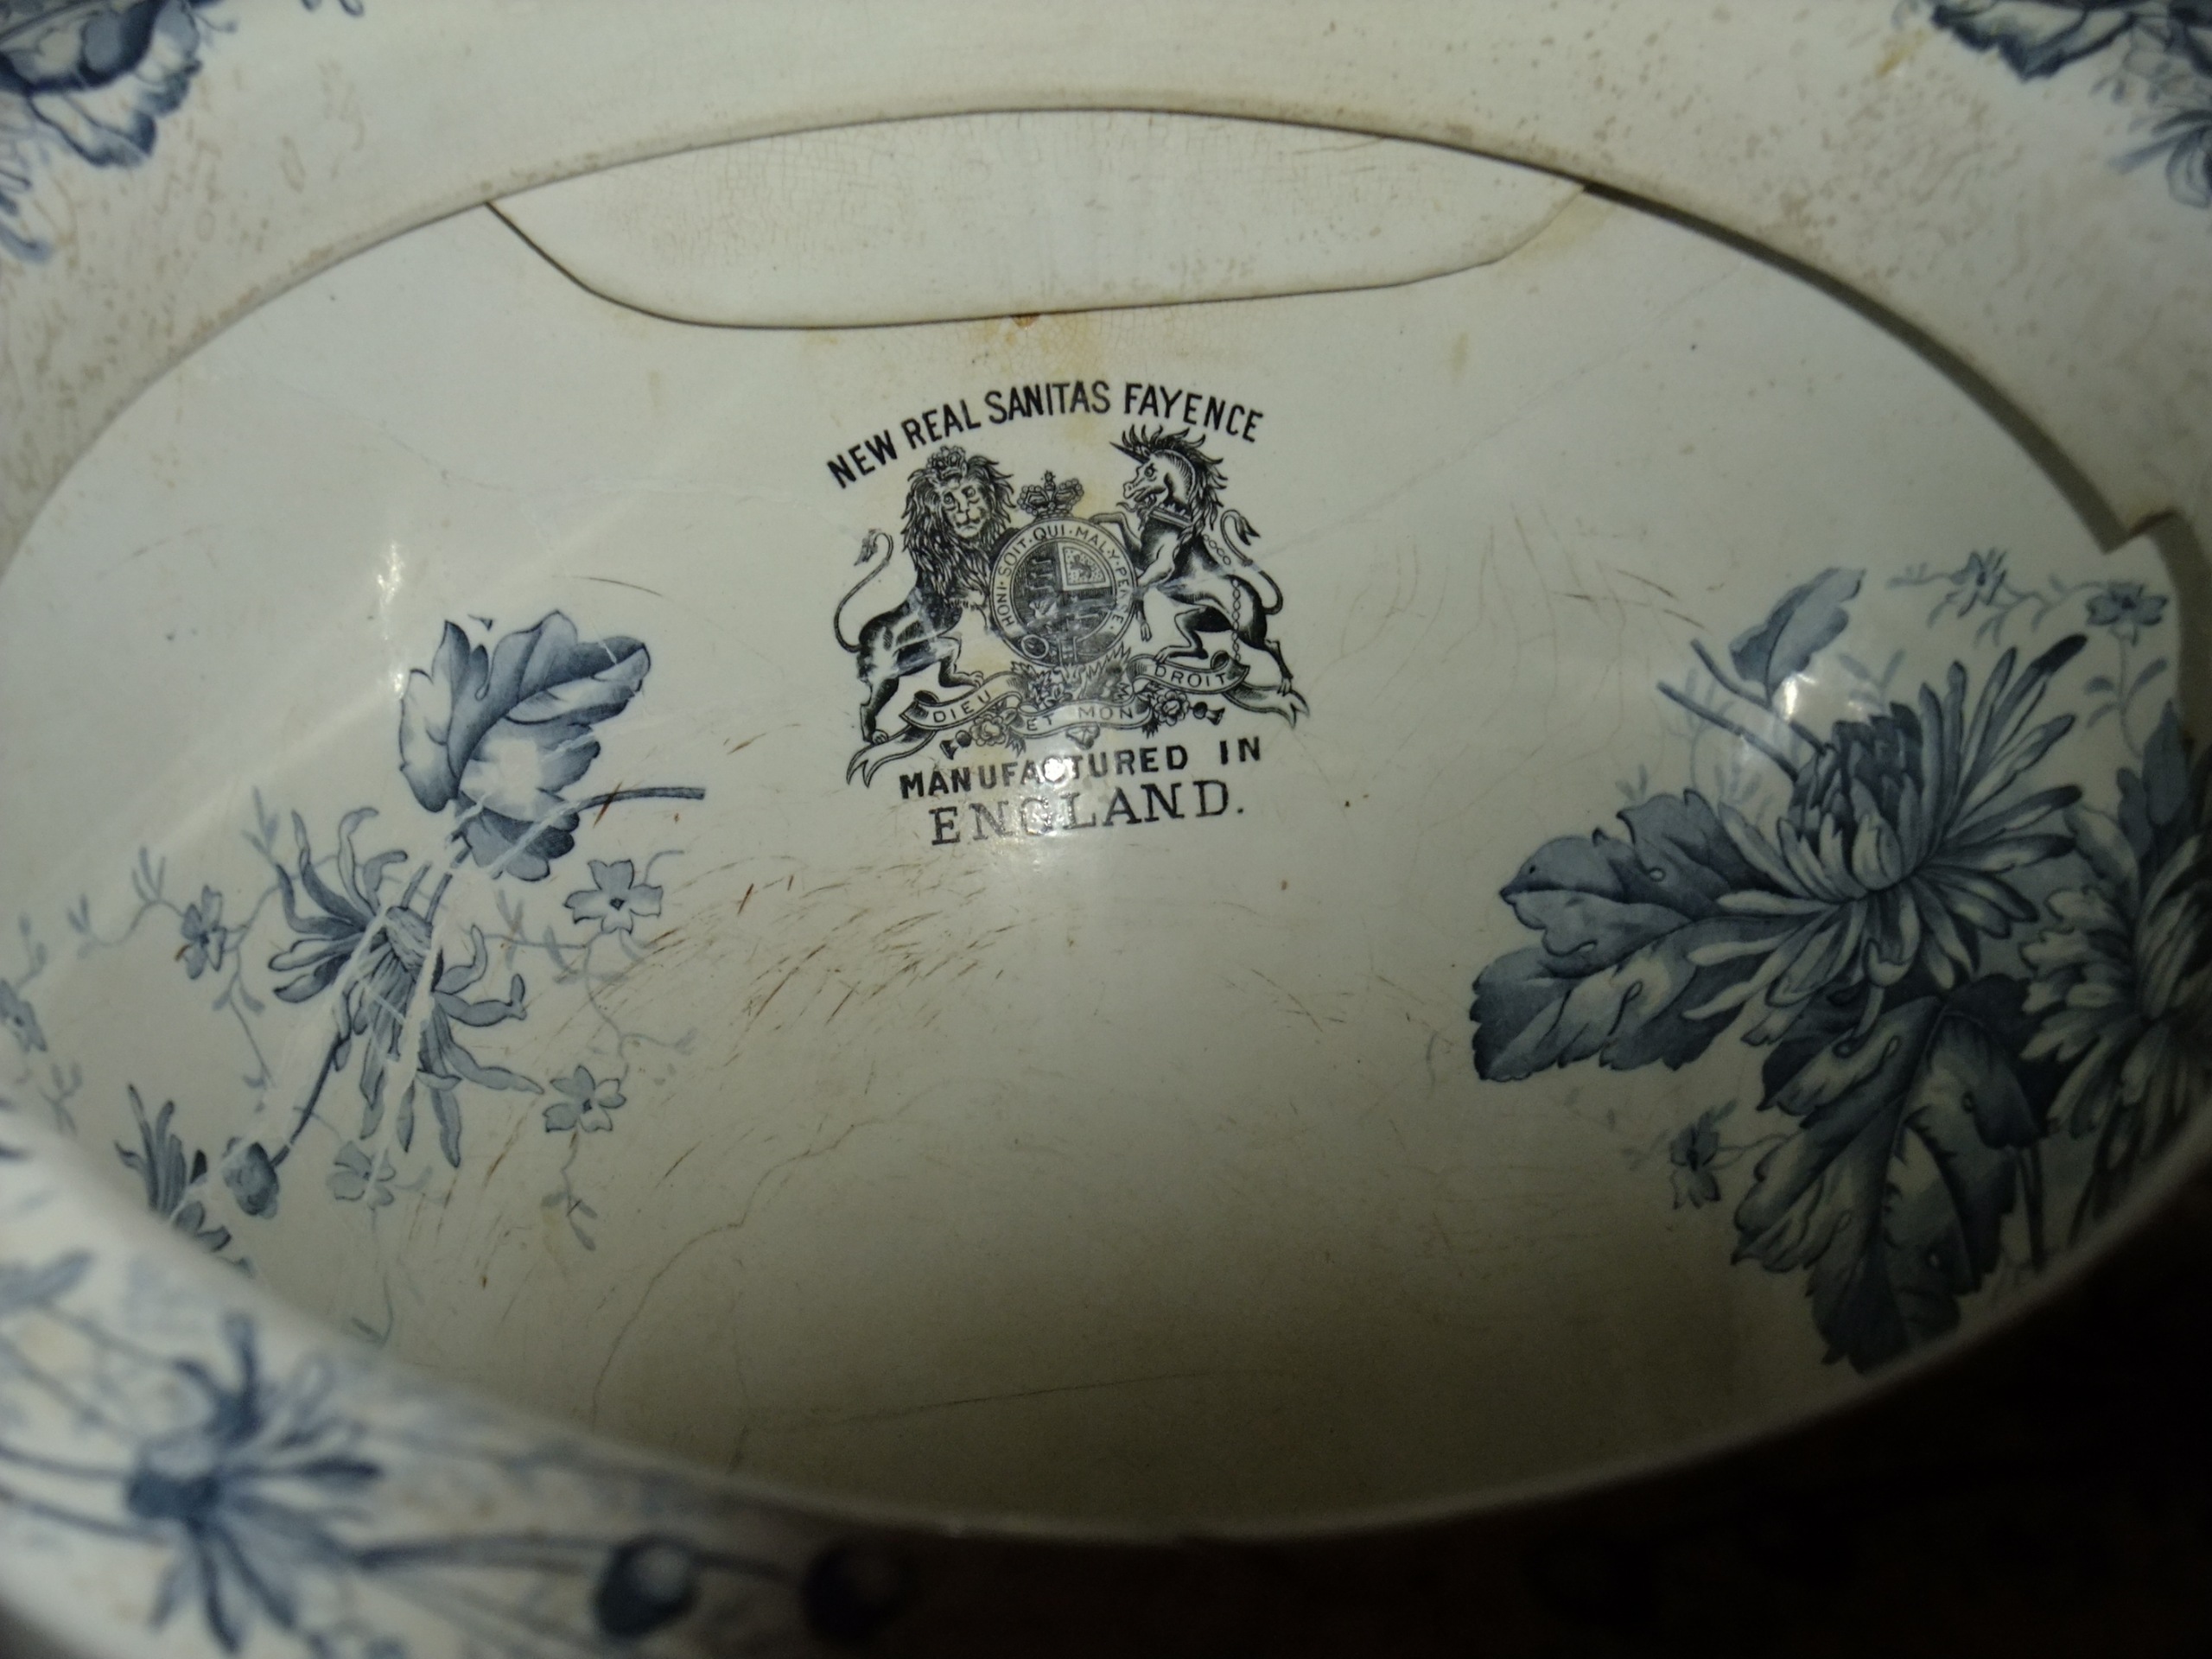 NEW REAL SANITAS FAYENCE
HONI · SOIT · QUI · MAL · Y · PENSE ·
DIEU ET MON DROIT
MANUFACTURED IN
ENGLAND.